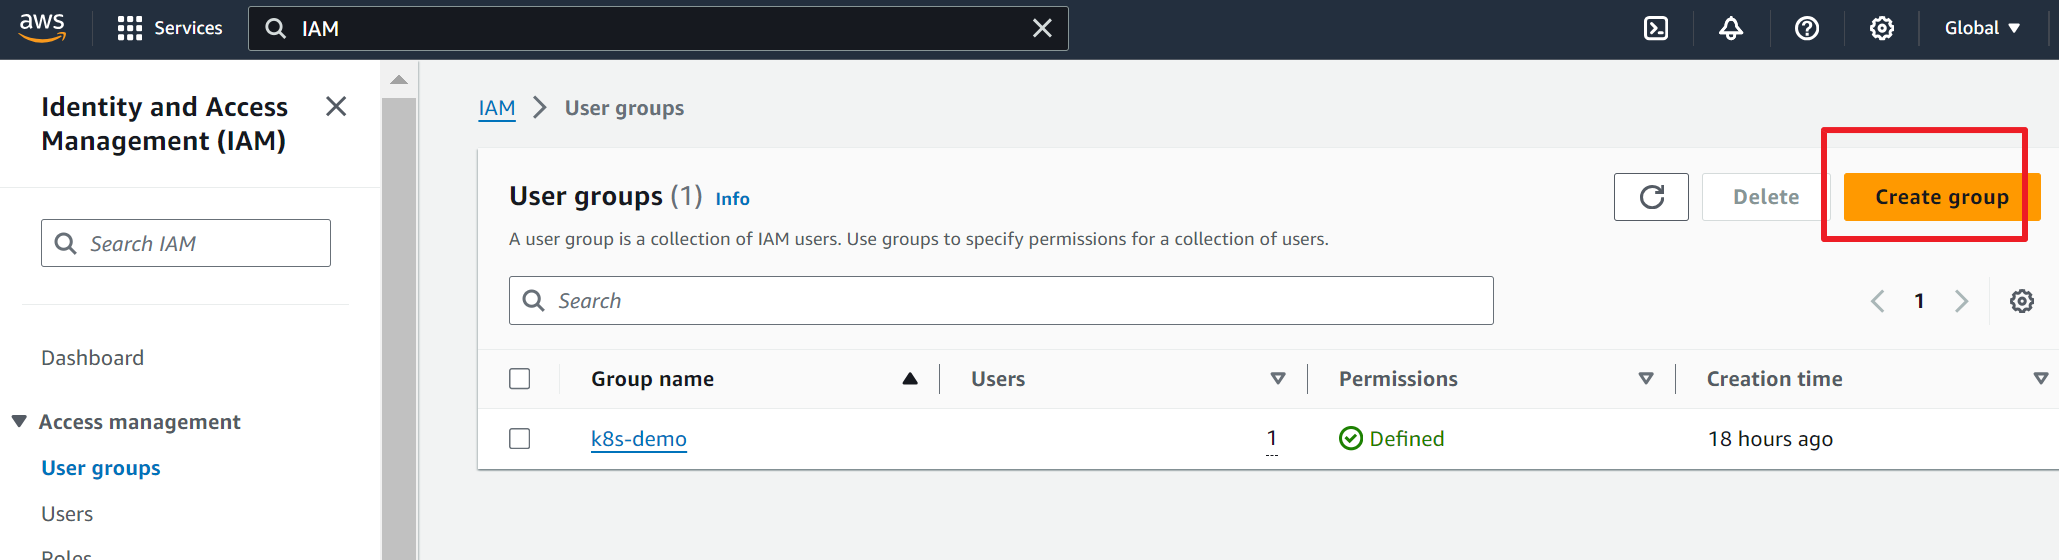 aws
Services
IAM
Global
Identity and Access
Management (IAM)
Search IAM
Dashboard
Access management
User groups
Users
Roles
IAM
User groups
User groups (1) Info
Delete
Create group
A user group is a collection of IAM users. Use groups to specify permissions for a collection of users.
Search
1
Group name
Users
Permissions
Creation time
k8s-demo
1
Defined
18 hours ago